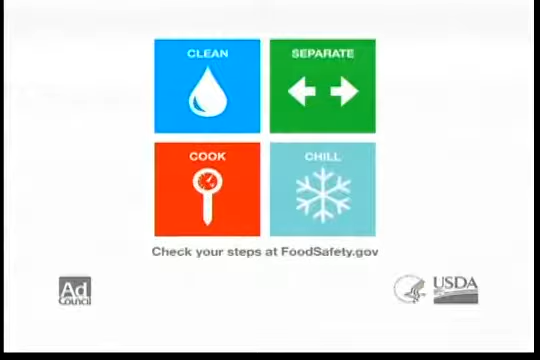 CLEAN
SEPARATE
COOK
CHILL
Check your steps at FoodSafety.gov
Ad
Council
USDA